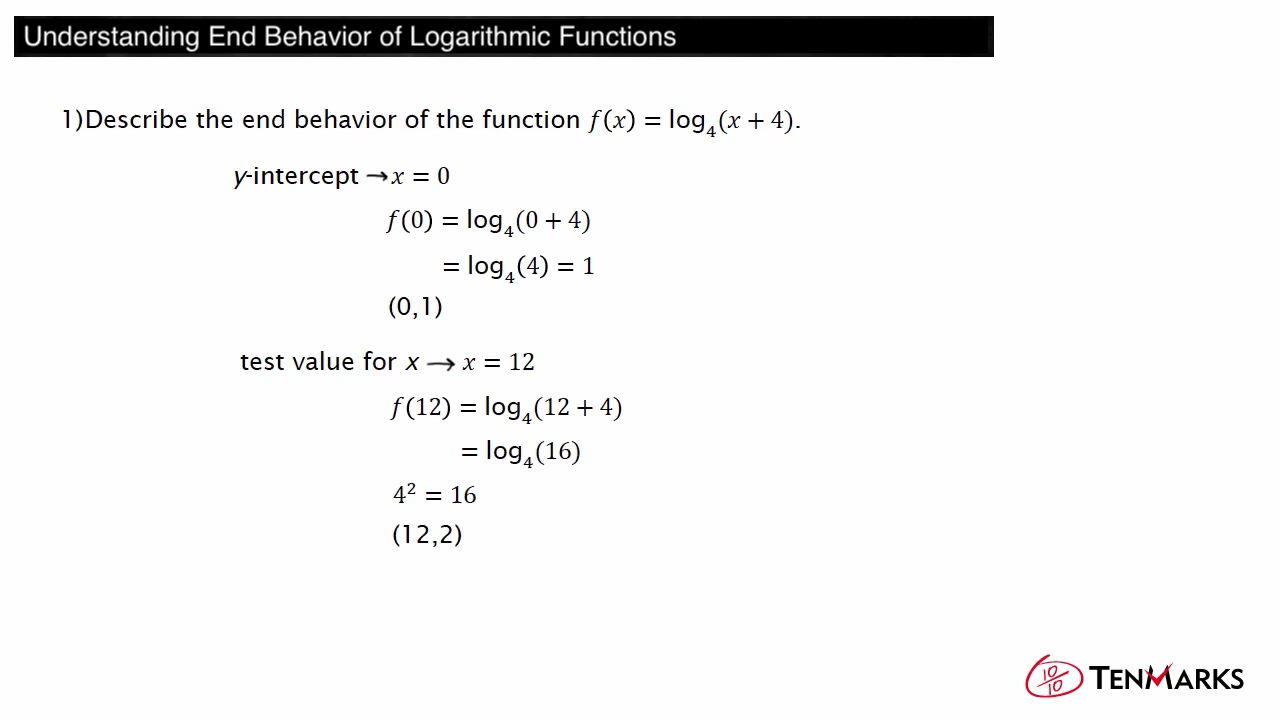 Understanding End Behavior of Logarithmic Functions
1)Describe the end behavior of the function f(x) = log₄(x + 4).
y-intercept → x = 0
f(0) = log₄(0 + 4)
= log₄(4) = 1
(0,1)
test value for x → x = 12
f(12) = log₄(12 + 4)
= log₄(16)
4² = 16
(12,2)
10/10 TENMARKS